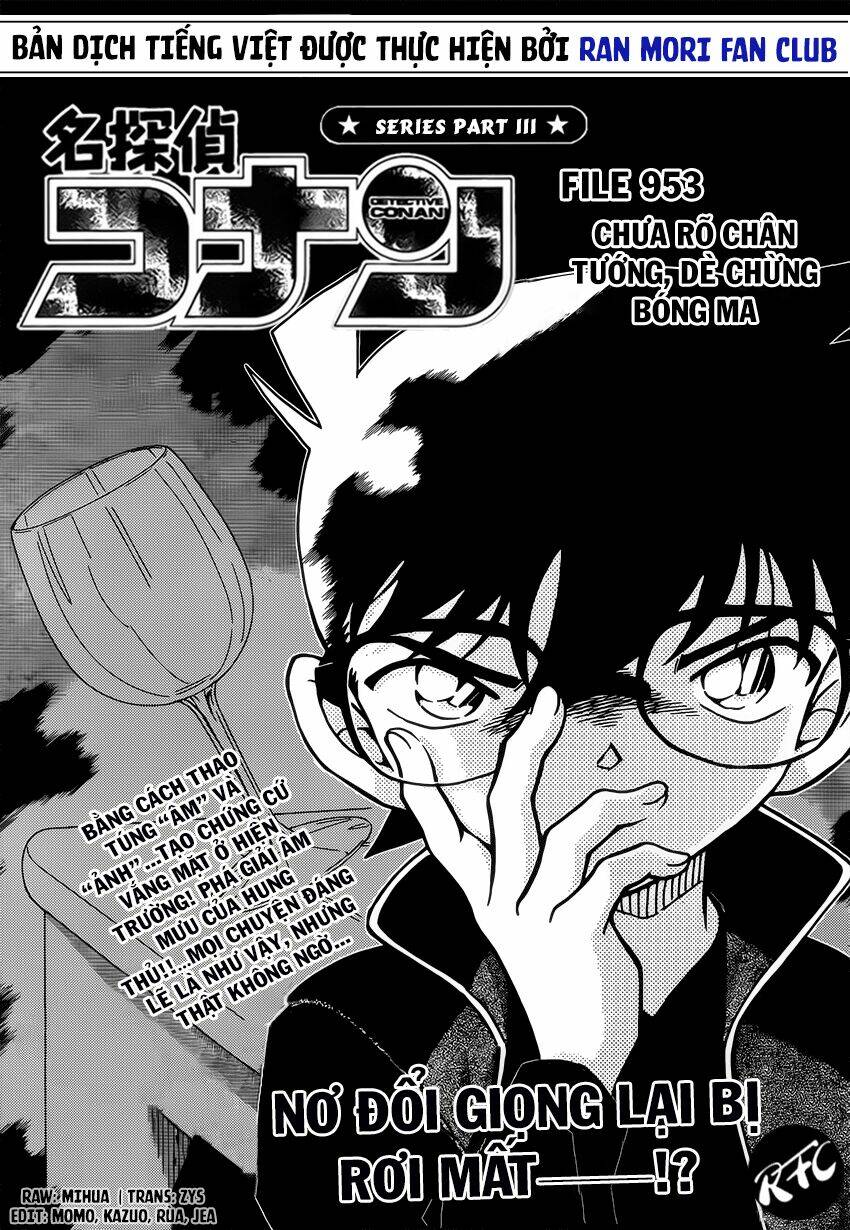 BẢN DỊCH TIẾNG VIỆT ĐƯỢC THỰC HIỆN BỞI RAN MORI FAN CLUB
★ SERIES PART III ★
名探偵
コナン
DETECTIVE
CONAN
FILE 953
CHƯA RÕ CHÂN
TƯỚNG, DÈ CHỪNG
BÓNG MA
BẰNG CÁCH THAO
TÚNG “ÂM” VÀ
“ẢNH”...TẠO CHỨNG CỨ
VẮNG MẶT Ở HIỆN
TRƯỜNG! PHÁ GIẢI ÂM
MƯU CỦA HUNG
THỦ!!...MỌI CHUYỆN ĐÁNG
LẼ LÀ NHƯ VẬY, NHƯNG
THẬT KHÔNG NGỜ...
NƠ ĐỔI GIỌNG LẠI BỊ
RƠI MẤT———!?
RFC
RAW: MIHUA | TRANS: ZYS
EDIT: MOMO, KAZUO, RÙA, JEA